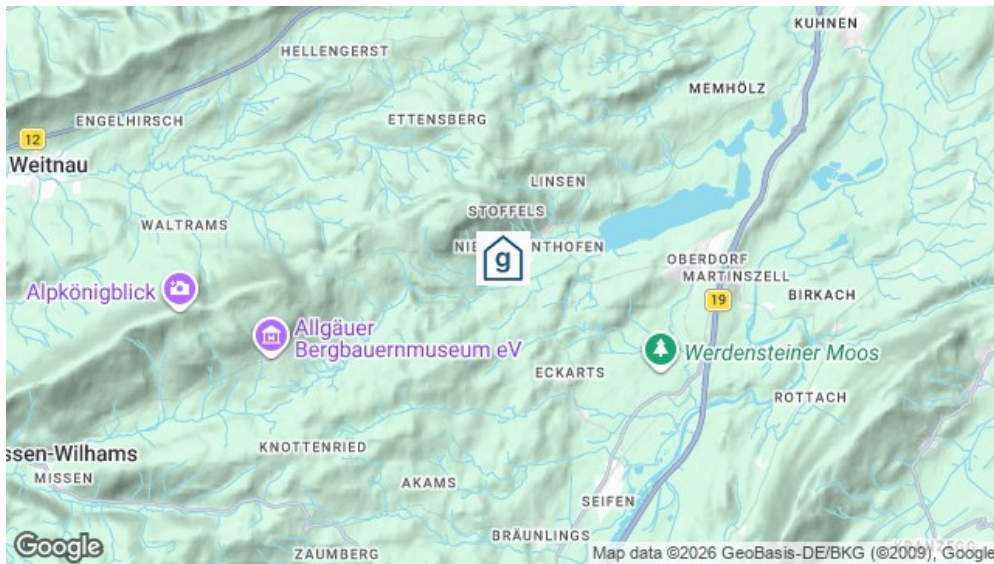 KUHNEN
HELLENGERST
MEMHÖLZ
ENGELHIRSCH
ETTENSBERG
12
Weitnau
LINSEN
STOFFELS
WALTRAMS
NIE NTHOFEN
g
OBERDORF
MARTINSZELL
Alpkönigblick
BIRKACH
19
Allgäuer
Bergbauernmuseum eV
Werdensteiner Moos
ECKARTS
ROTTACH
KNOTTENRIED
ssen-Wilhams
MISSEN
AKAMS
SEIFEN
BRÄUNLINGS
ZAUMBERG
Google
Map data ©2026 GeoBasis-DE/BKG (©2009), Google